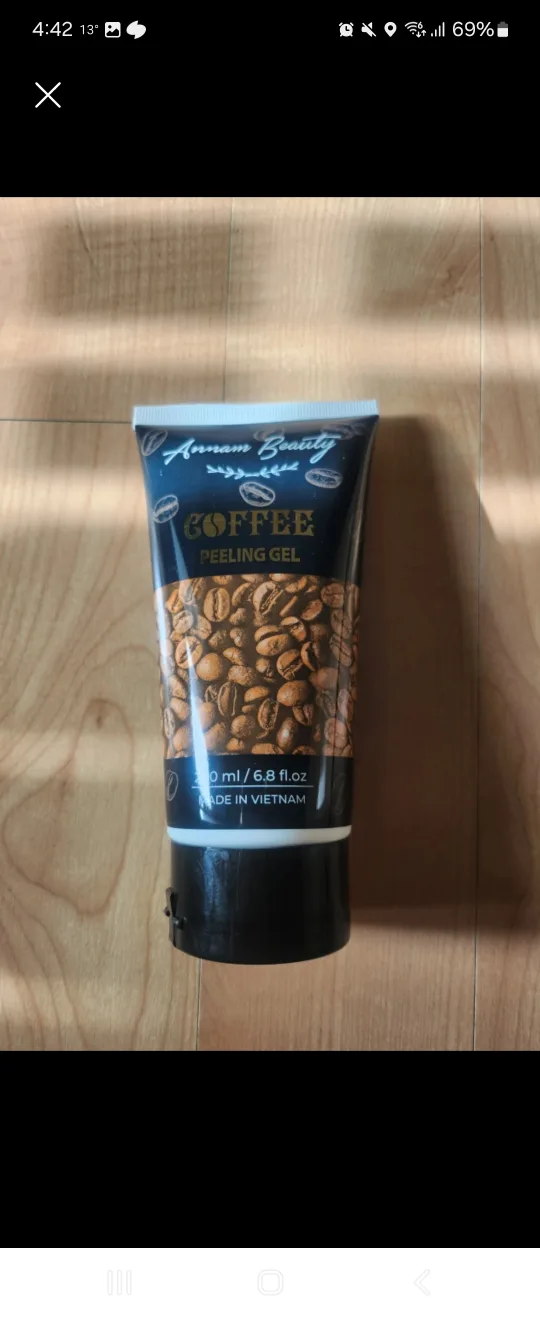 4:42 13° 69%
Annam Beauty
COFFEE
PEELING GEL
ml / 6.8 fl.oz
MADE IN VIETNAM